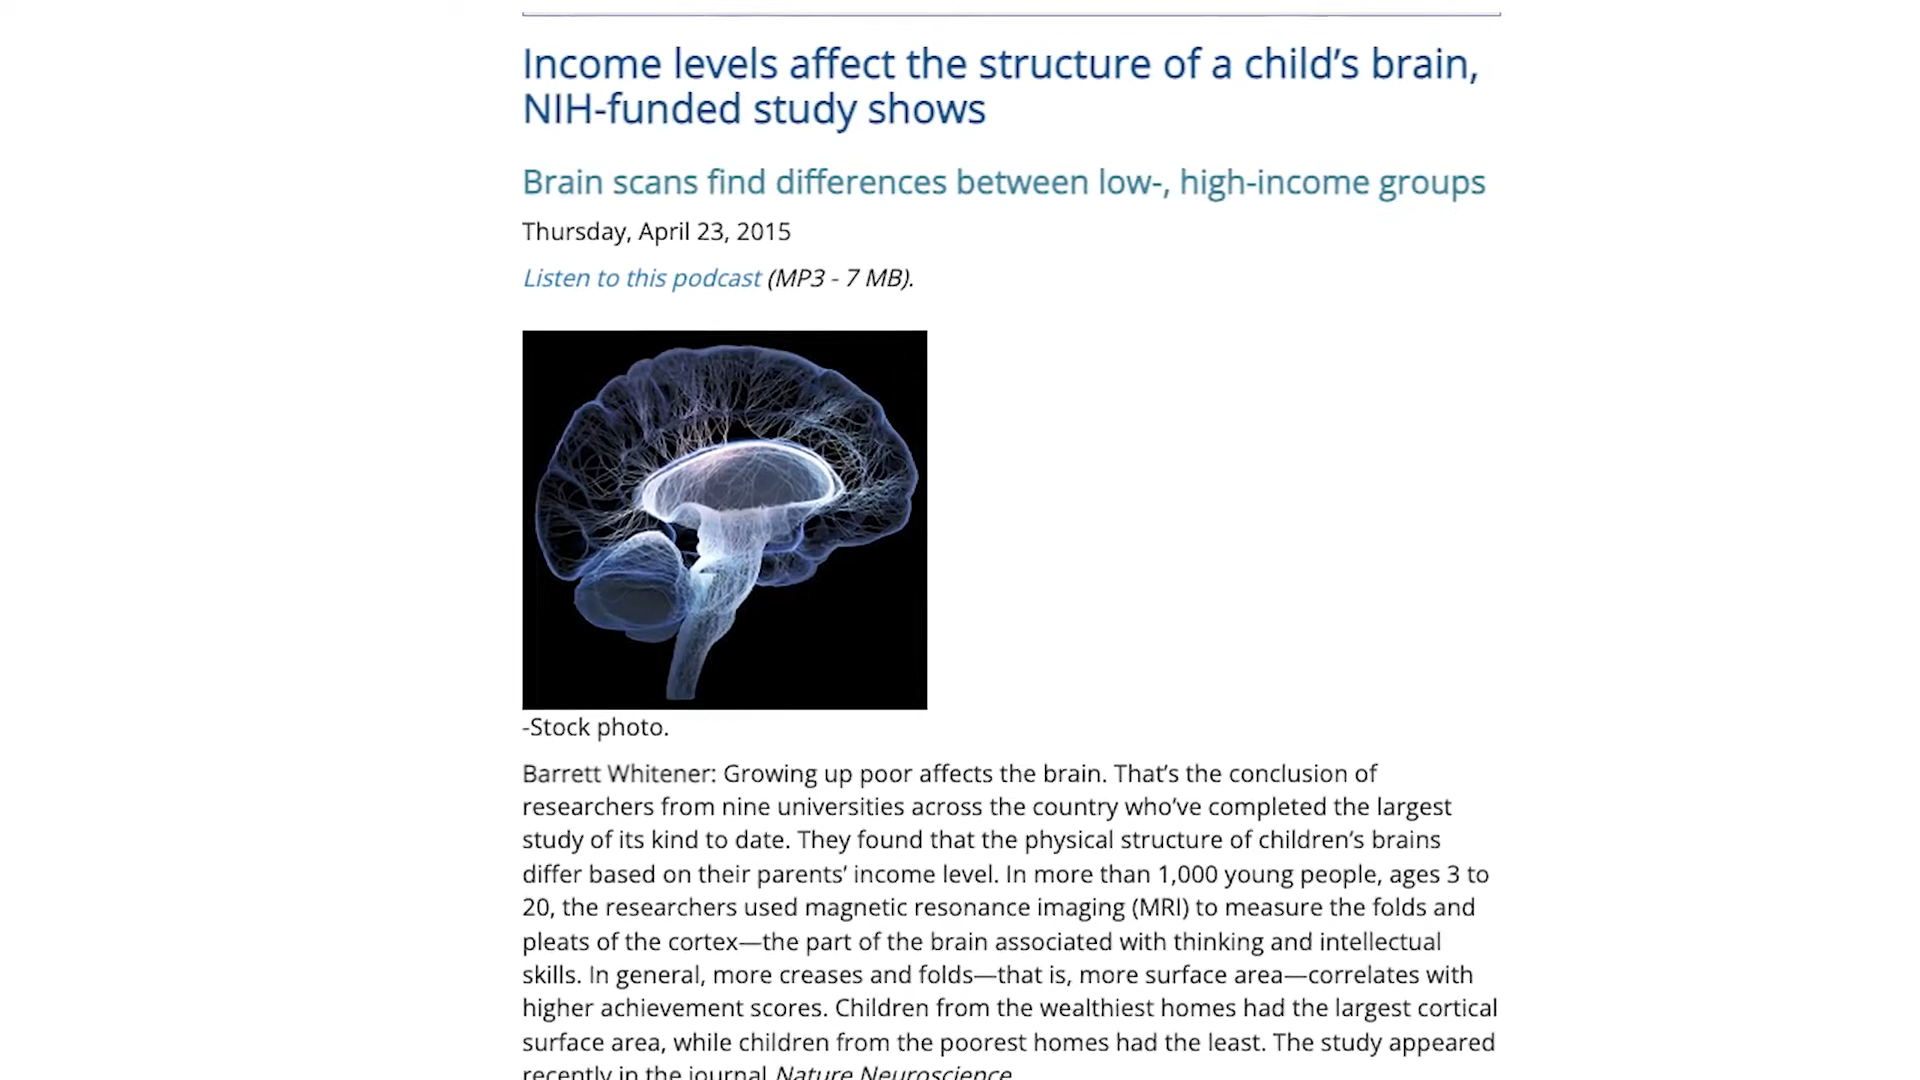 Income levels affect the structure of a child’s brain,
NIH-funded study shows
Brain scans find differences between low-, high-income groups
Thursday, April 23, 2015
Listen to this podcast (MP3 - 7 MB).
-Stock photo.
Barrett Whitener: Growing up poor affects the brain. That’s the conclusion of
researchers from nine universities across the country who’ve completed the largest
study of its kind to date. They found that the physical structure of children’s brains
differ based on their parents’ income level. In more than 1,000 young people, ages 3 to
20, the researchers used magnetic resonance imaging (MRI) to measure the folds and
pleats of the cortex—the part of the brain associated with thinking and intellectual
skills. In general, more creases and folds—that is, more surface area—correlates with
higher achievement scores. Children from the wealthiest homes had the largest cortical
surface area, while children from the poorest homes had the least. The study appeared
recently in the journal Nature Neuroscience.